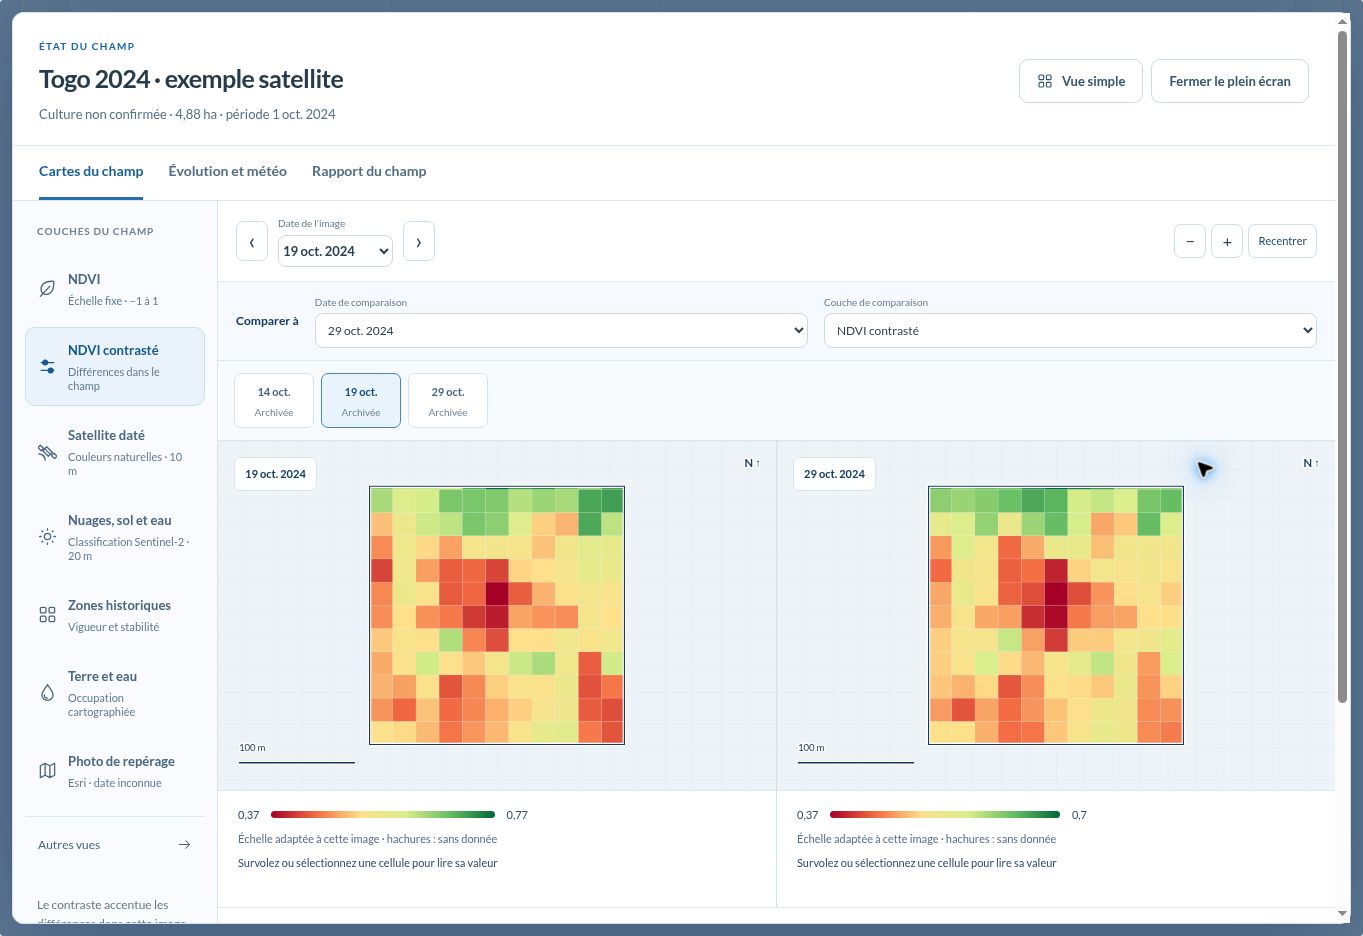 ÉTAT DU CHAMP
Togo 2024 · exemple satellite
Culture non confirmée · 4,88 ha · période 1 oct. 2024
Vue simple
Fermer le plein écran
Cartes du champ
Évolution et météo
Rapport du champ
COUCHES DU CHAMP
NDVI
Échelle fixe · −1 à 1
NDVI contrasté
Différences dans le
champ
Satellite daté
Couleurs naturelles · 10
m
Nuages, sol et eau
Classification Sentinel-2 ·
20 m
Zones historiques
Vigueur et stabilité
Terre et eau
Occupation
cartographiée
Photo de repérage
Esri · date inconnue
Autres vues →
Le contraste accentue les
différences dans cette image
‹
Date de l'image
19 oct. 2024
›
−
+
Recentrer
Comparer à
Date de comparaison
29 oct. 2024
Couche de comparaison
NDVI contrasté
14 oct.
Archivée
19 oct.
Archivée
29 oct.
Archivée
19 oct. 2024
N ↑
100 m
0,37
0,77
Échelle adaptée à cette image · hachures : sans donnée
Survolez ou sélectionnez une cellule pour lire sa valeur
29 oct. 2024
N ↑
100 m
0,37
0,7
Échelle adaptée à cette image · hachures : sans donnée
Survolez ou sélectionnez une cellule pour lire sa valeur